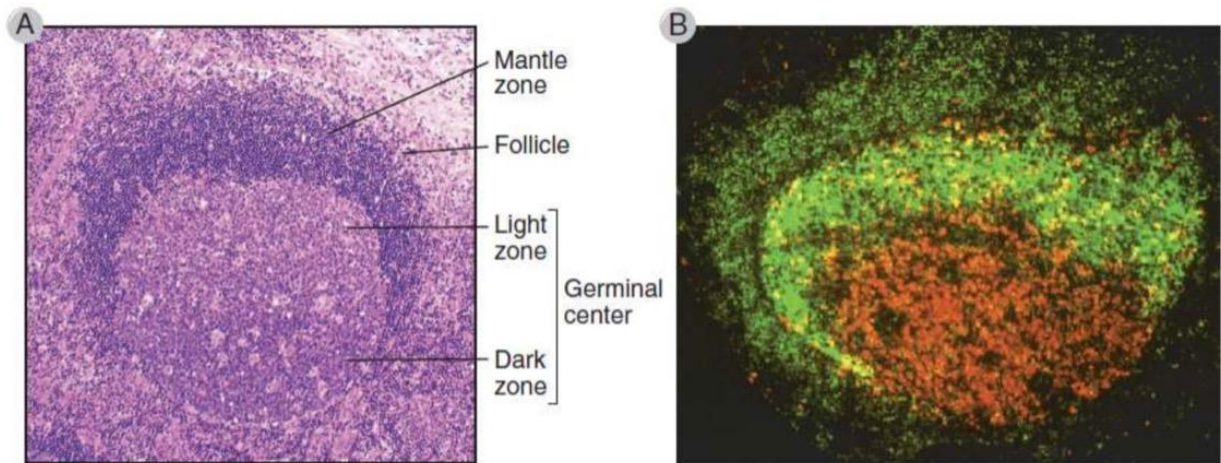 A
B
Mantle
zone
Follicle
Light
zone
Germinal
center
Dark
zone